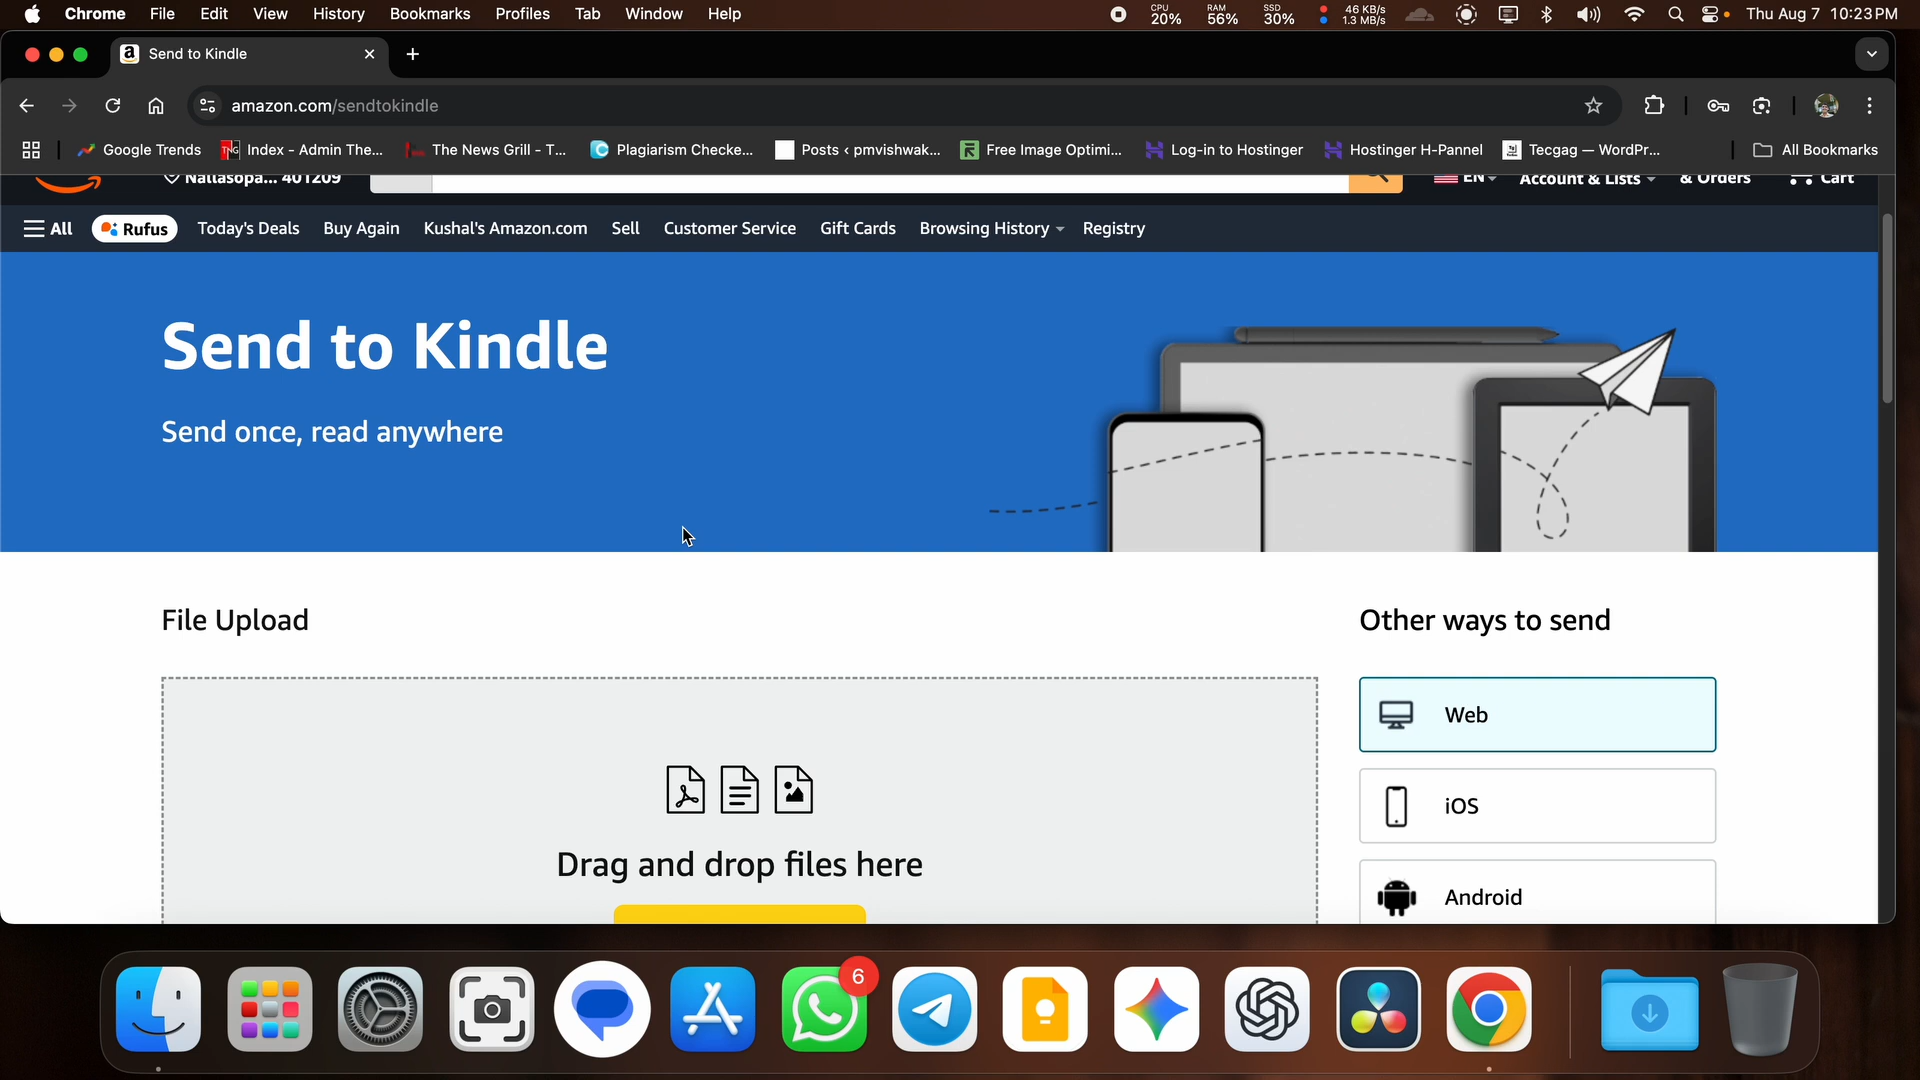 Chrome File Edit View History Bookmarks Profiles Tab Window Help CPU 20% RAM 56% SSD 30% 46 KB/s 1.3 MB/s Thu Aug 7 10:23 PM
Send to Kindle
amazon.com/sendtokindle
Google Trends TNG Index - Admin The... The News Grill - T... Plagiarism Checke... Posts ‹ pmvishwak... Free Image Optimi... Log-in to Hostinger Hostinger H-Pannel Tecgag — WordPr... All Bookmarks
Nallasopa... 401209 EN Account & Lists & Orders Cart
All Rufus Today's Deals Buy Again Kushal's Amazon.com Sell Customer Service Gift Cards Browsing History Registry
Send to Kindle
Send once, read anywhere
File Upload
Other ways to send
Web
iOS
Drag and drop files here
Android
6